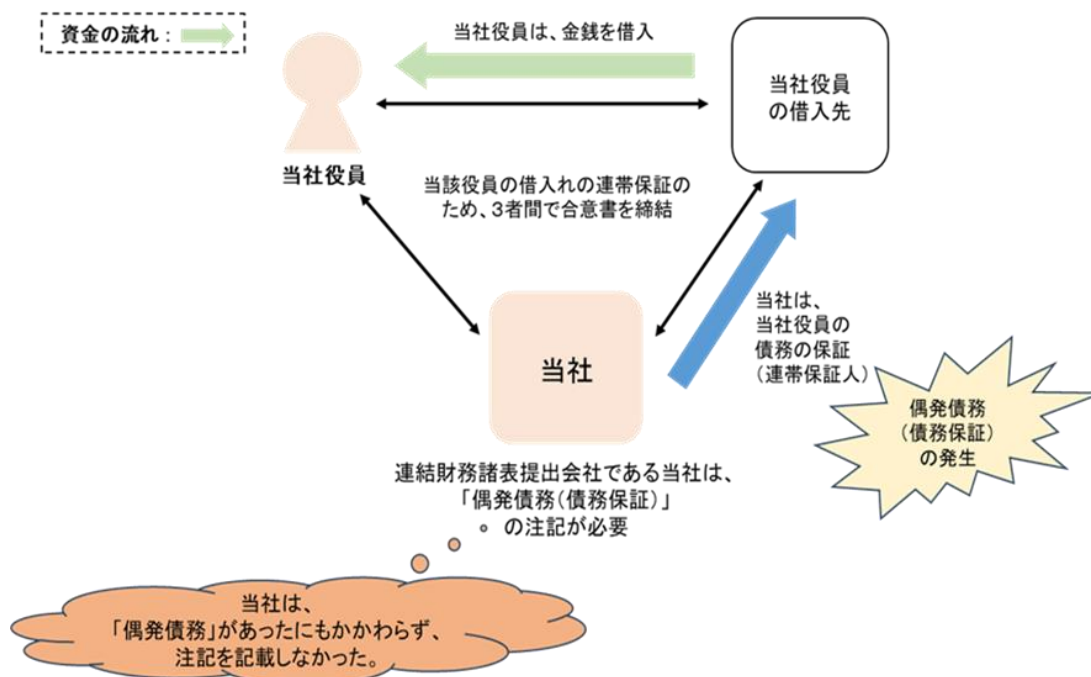 資金の流れ：
当社役員は、金銭を借入
当社役員
の借入先
当社役員
当該役員の借入れの連帯保証の
ため、3者間で合意書を締結
当社は、
当社役員の
債務の保証
（連帯保証人）
当社
偶発債務
（債務保証）
の発生
連結財務諸表提出会社である当社は、
「偶発債務（債務保証）」
の注記が必要
当社は、
「偶発債務」があったにもかかわらず、
注記を記載しなかった。